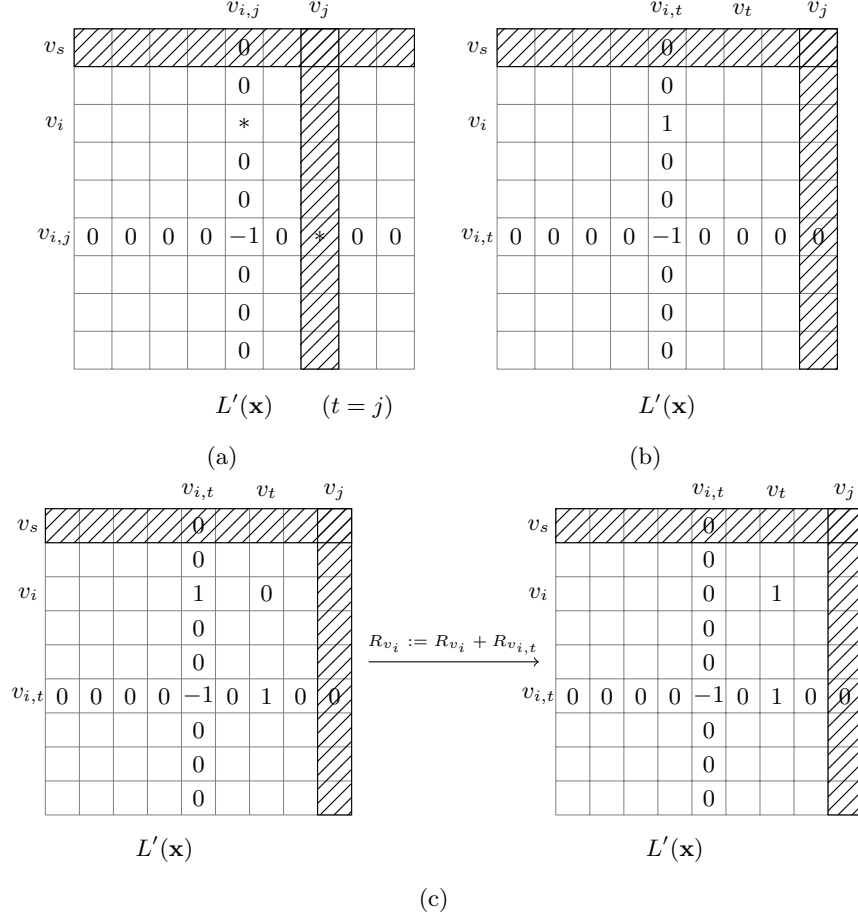 v_{i,j} v_j
v_s 0
0
v_i *
0
0
v_{i,j} 0 0 0 0 −1 0 * 0 0
0
0
0
L′(𝐱) (t = j)
(a)
v_{i,t} v_t v_j
v_s 0
0
v_i 1
0
0
v_{i,t} 0 0 0 0 −1 0 0 0 0
0
0
0
L′(𝐱)
(b)
v_{i,t} v_t v_j
v_s 0
0
v_i 1 0
0
0
v_{i,t} 0 0 0 0 −1 0 1 0 0
0
0
0
L′(𝐱)
R_{v_i} := R_{v_i} + R_{v_{i,t}}
v_{i,t} v_t v_j
v_s 0
0
v_i 0 1
0
0
v_{i,t} 0 0 0 0 −1 0 1 0 0
0
0
0
L′(𝐱)
(c)